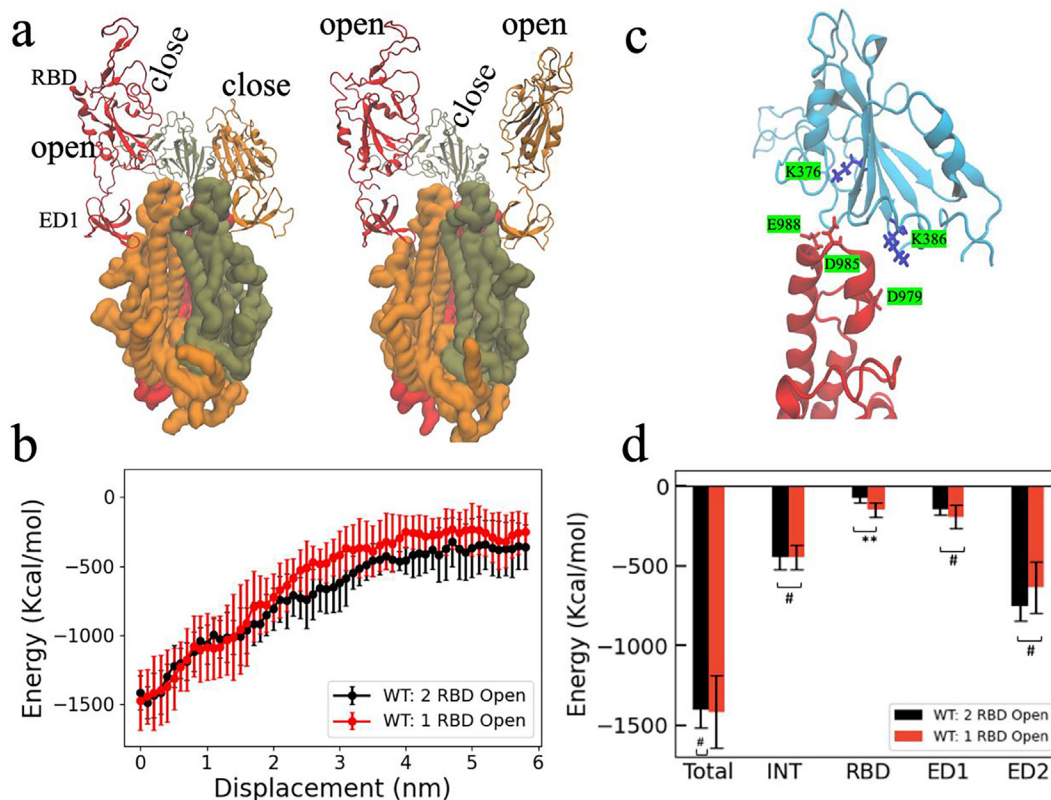 a
open
open
close
close
close
RBD
open
ED1
c
K376
E988
K386
D985
D979
b
0
−500
−1000
−1500
Energy (Kcal/mol)
WT: 2 RBD Open
WT: 1 RBD Open
0 1 2 3 4 5 6
Displacement (nm)
d
0
−500
−1000
−1500
Energy (Kcal/mol)
**
#
#
#
#
WT: 2 RBD Open
WT: 1 RBD Open
Total INT RBD ED1 ED2